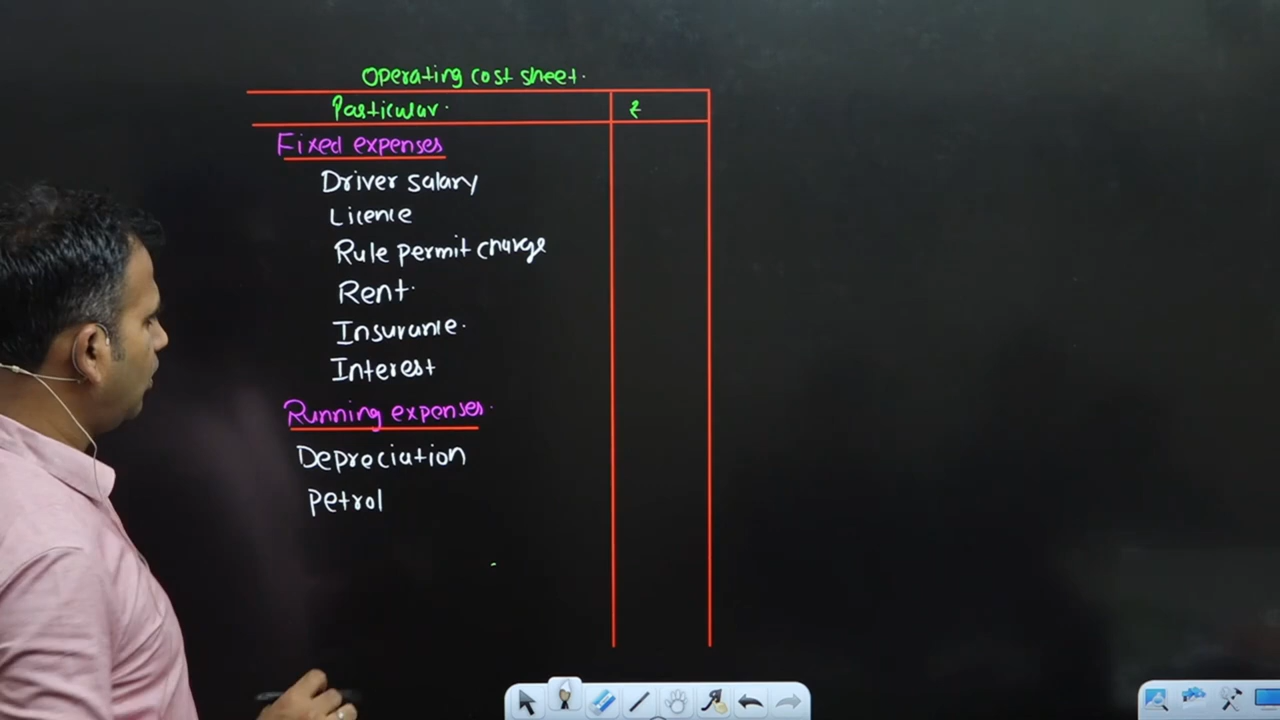 Operating cost sheet.
Particular. ₹
Fixed expenses
Driver salary
Licence
Rule permit charge
Rent.
Insurance.
Interest
Running expenses.
Depreciation
Petrol